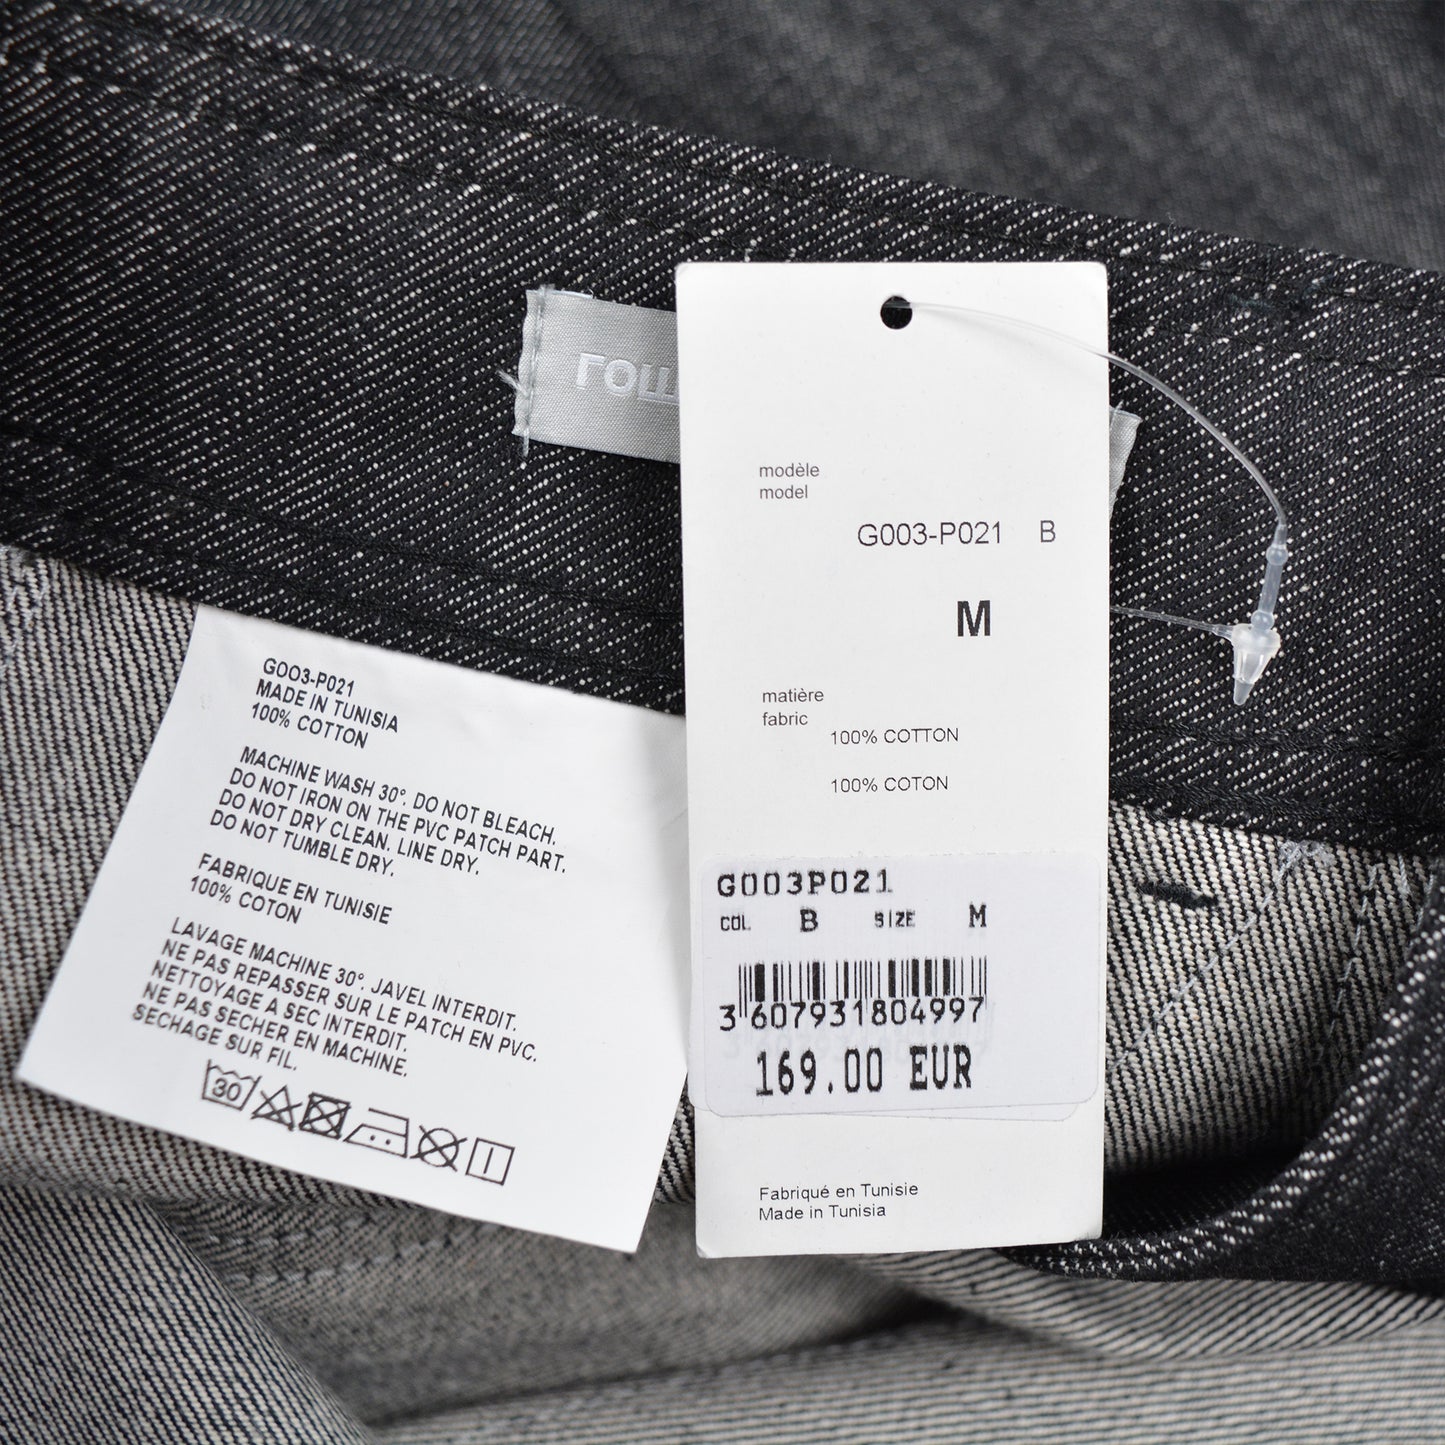 modèle
model
G003-P021 B
M
matière
fabric
100% COTTON
100% COTON
G003P021
COL B SIZE M
3 607931 804997
169.00 EUR
Fabriqué en Tunisie
Made in Tunisia
GOO3-P021
MADE IN TUNISIA
100% COTTON
MACHINE WASH 30°. DO NOT BLEACH.
DO NOT IRON ON THE PVC PATCH PART.
DO NOT DRY CLEAN. LINE DRY.
DO NOT TUMBLE DRY.
FABRIQUE EN TUNISIE
100% COTON
LAVAGE MACHINE 30°. JAVEL INTERDIT.
NE PAS REPASSER SUR LE PATCH EN PVC.
NETTOYAGE A SEC INTERDIT.
NE PAS SECHER EN MACHINE.
SECHAGE SUR FIL.
30